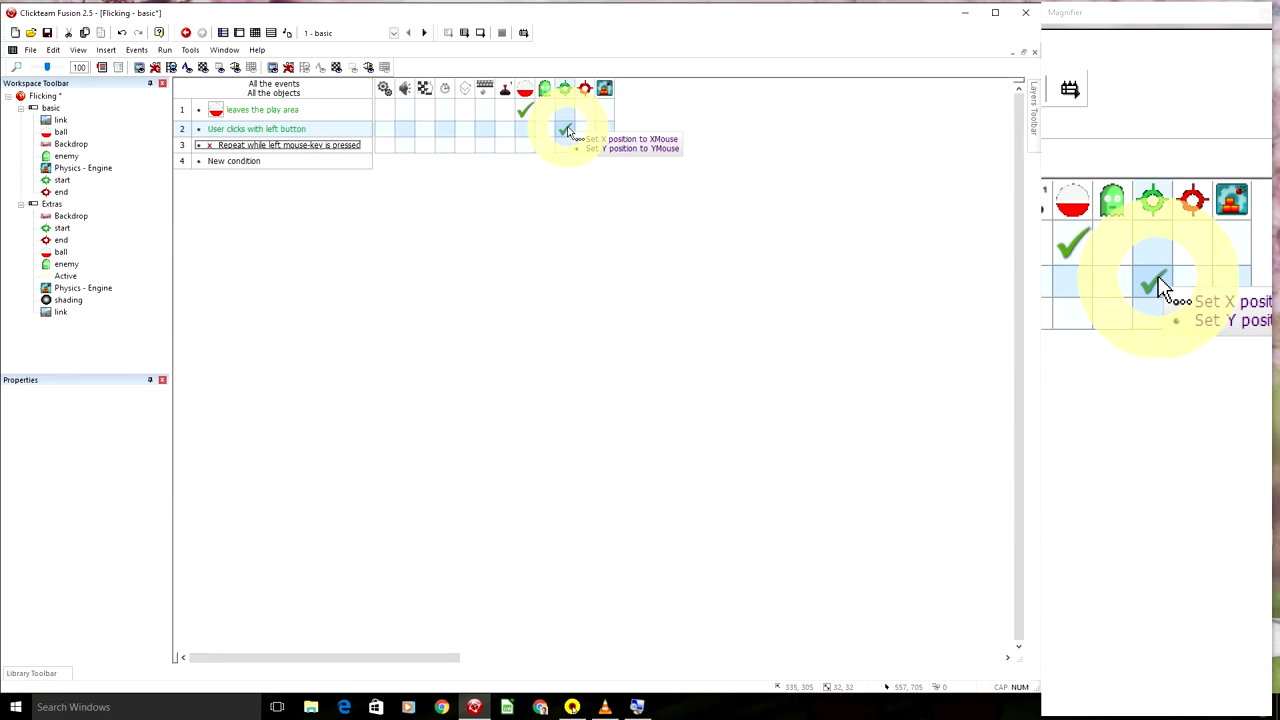 Clickteam Fusion 2.5 - [Flicking - basic*]
Magnifier
1 - basic
File Edit View Insert Events Run Tools Window Help
100
Workspace Toolbar
Flicking *
basic
link
ball
Backdrop
enemy
Physics - Engine
start
end
Extras
Backdrop
start
end
ball
enemy
Active
Physics - Engine
shading
link
Properties
Library Toolbar
All the events
All the objects
1 • leaves the play area
2 • User clicks with left button
3 • x Repeat while left mouse-key is pressed
4 • New condition
Set X position to XMouse
• Set Y position to YMouse
Layers Toolbar
Set X posit
• Set Y posit
335, 305 32, 32 557, 705 0 CAP NUM
Search Windows